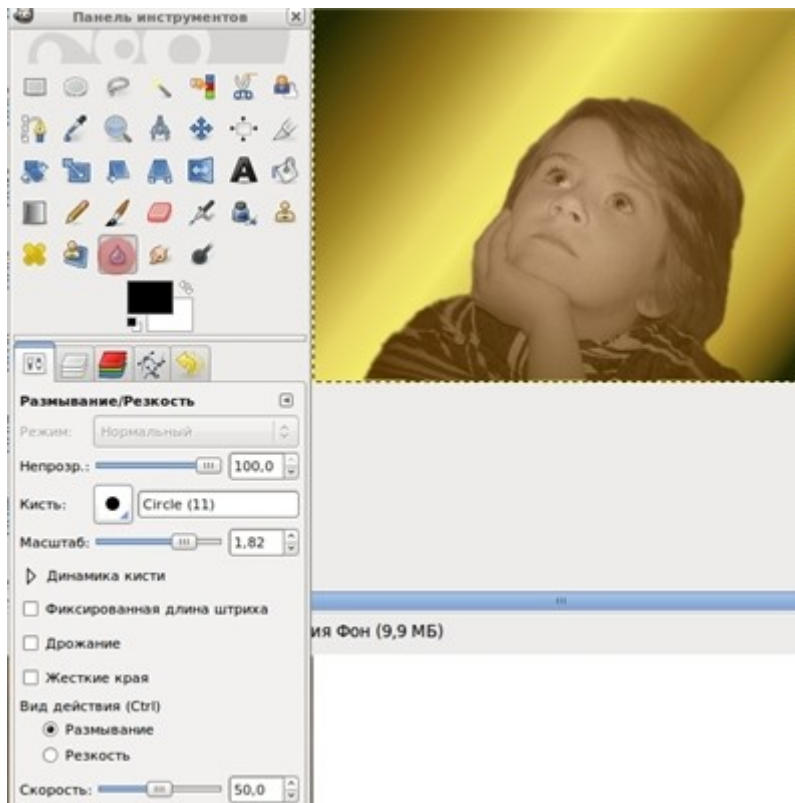 Панель инструментов
Размывание/Резкость
Режим: Нормальный
Непрозр.: 100,0
Кисть: Circle (11)
Масштаб: 1,82
Динамика кисти
Фиксированная длина штриха
ия Фон (9,9 МБ)
Дрожание
Жесткие края
Вид действия (Ctrl)
Размывание
Резкость
Скорость: 50,0